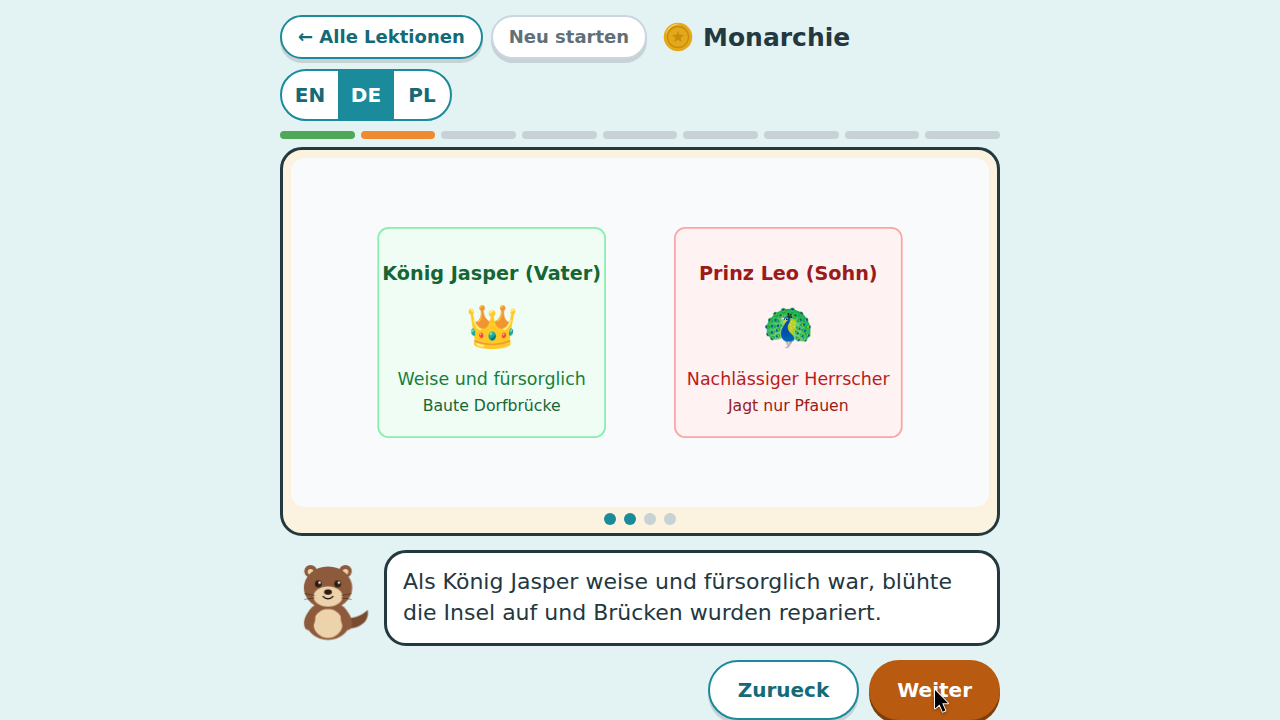 ← Alle Lektionen
Neu starten
Monarchie
EN
DE
PL
König Jasper (Vater)
Weise und fürsorglich
Baute Dorfbrücke
Prinz Leo (Sohn)
Nachlässiger Herrscher
Jagt nur Pfauen
Als König Jasper weise und fürsorglich war, blühte
die Insel auf und Brücken wurden repariert.
Zurueck
Weiter